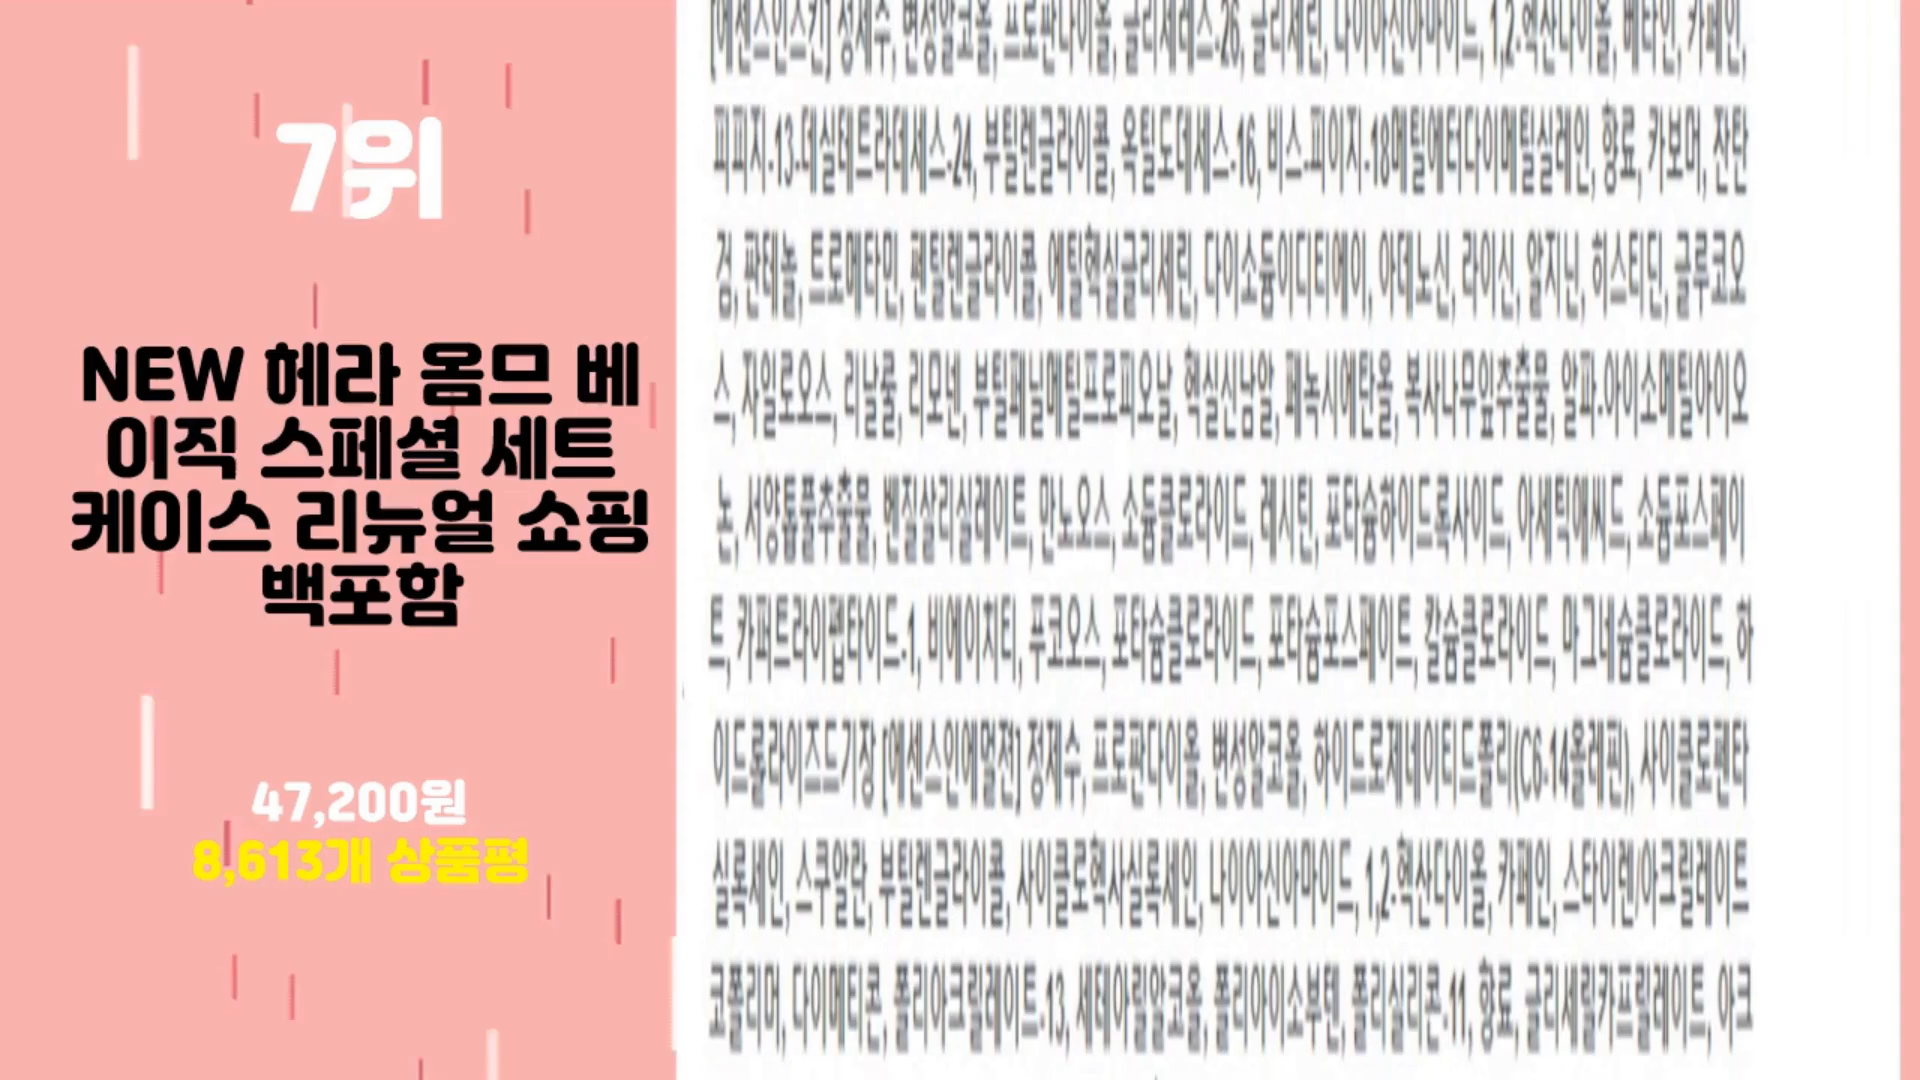 7위
NEW 헤라 옴므 베
이직 스페셜 세트
케이스 리뉴얼 쇼핑
백포함
47,200원
8,613개 상품평
[에센스인스킨] 정제수, 변성알코올, 프로판다이올, 글리세레스-26, 글리세린, 나이아신아마이드, 1,2-헥산다이올, 베타인, 카페인,
피피지-13-데실테트라데세스-24, 부틸렌글라이콜, 옥틸도데세스-16, 비스-피이지-18메틸에터다이메틸실레인, 향료, 카보머, 잔탄
검, 판테놀, 트로메타민, 펜틸렌글라이콜, 에틸헥실글리세린, 다이소듐이디티에이, 아데노신, 라이신, 알지닌, 히스티딘, 글루코오
스, 자일로오스, 리날룰, 리모넨, 부틸페닐메틸프로피오날, 헥실신남알, 페녹시에탄올, 복사나무잎추출물, 알파-아이소메틸아이오
논, 서양톱풀추출물, 벤질살리실레이트, 만노오스, 소듐클로라이드, 레시틴, 포타슘하이드록사이드, 아세틱애씨드, 소듐포스페이
트, 카퍼트라이펩타이드-1, 비에이치티, 푸코오스, 포타슘클로라이드, 포타슘포스페이트, 칼슘클로라이드, 마그네슘클로라이드, 하
이드롤라이즈드기장 [에센스인에멀젼] 정제수, 프로판다이올, 변성알코올, 하이드로제네이티드폴리(C6-14올레핀), 사이클로펜타
실록세인, 스쿠알란, 부틸렌글라이콜, 사이클로헥사실록세인, 나이아신아마이드, 1,2-헥산다이올, 카페인, 스타이렌/아크릴레이트
코폴리머, 다이메티콘, 폴리아크릴레이트-13, 세테아릴알코올, 폴리아이소부텐, 폴리실리콘-11, 향료, 글리세릴카프릴레이트, 아크